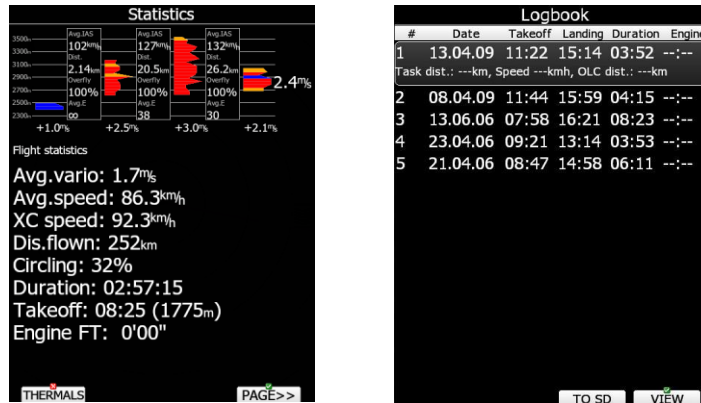 Statistics
Avg.IAS Avg.IAS Avg.IAS
3500m 102km/h 127km/h 132km/h
3300m Dist. Dist. Dist.
3100m 2.14km 20.5km 26.2km
2900m Overfly Overfly Overfly 2.4m/s
2700m 100% 100% 100%
2500m Avg.E Avg.E Avg.E
2300m ∞ 38 30
+1.0m/s +2.5m/s +3.0m/s +2.1m/s
Flight statistics
Avg.vario: 1.7m/s
Avg.speed: 86.3km/h
XC speed: 92.3km/h
Dis.flown: 252km
Circling: 32%
Duration: 02:57:15
Takeoff: 08:25 (1775m)
Engine FT: 0'00"
THERMALS PAGE>>
Logbook
# Date Takeoff Landing Duration Engine
1 13.04.09 11:22 15:14 03:52 --:--
Task dist.: ---km, Speed ---kmh, OLC dist.: ---km
2 08.04.09 11:44 15:59 04:15 --:--
3 13.06.06 07:58 16:21 08:23 --:--
4 23.04.06 09:21 13:14 03:53 --:--
5 21.04.06 08:47 14:58 06:11 --:--
TO SD VIEW